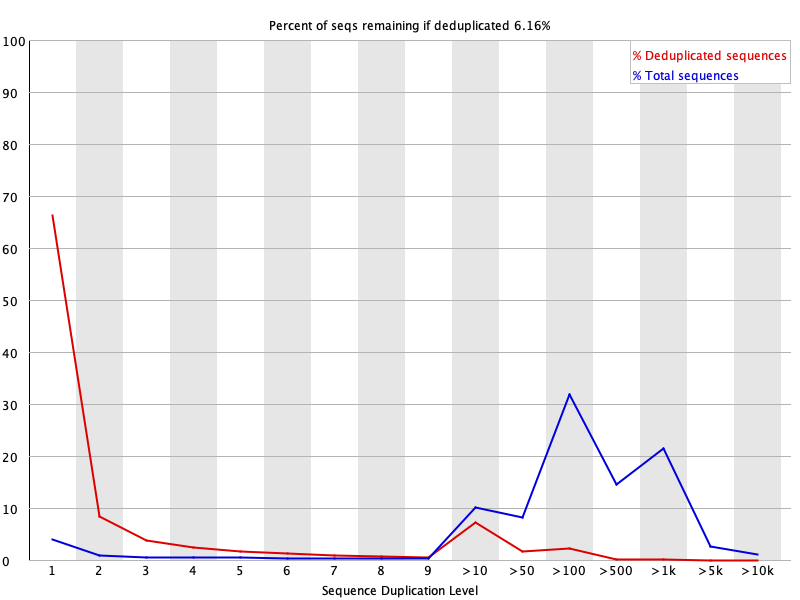 Percent of seqs remaining if deduplicated 6.16%
100
% Deduplicated sequences
% Total sequences
90
80
70
60
50
40
30
20
10
0
1 2 3 4 5 6 7 8 9 >10 >50 >100 >500 >1k >5k >10k
Sequence Duplication Level